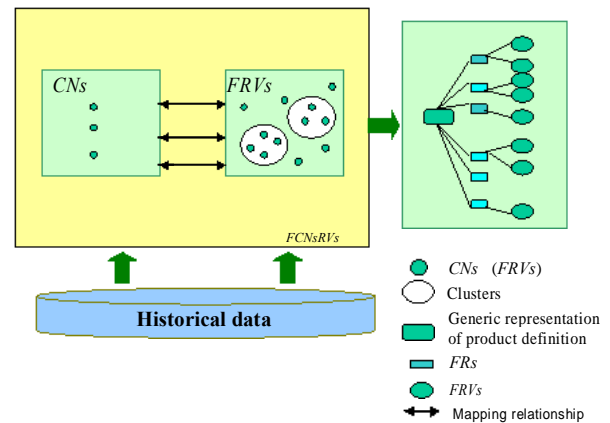 CNs
FRVs
FCNsRVs
Historical data
CNs (FRVs)
Clusters
Generic representation
of product definition
FRs
FRVs
Mapping relationship